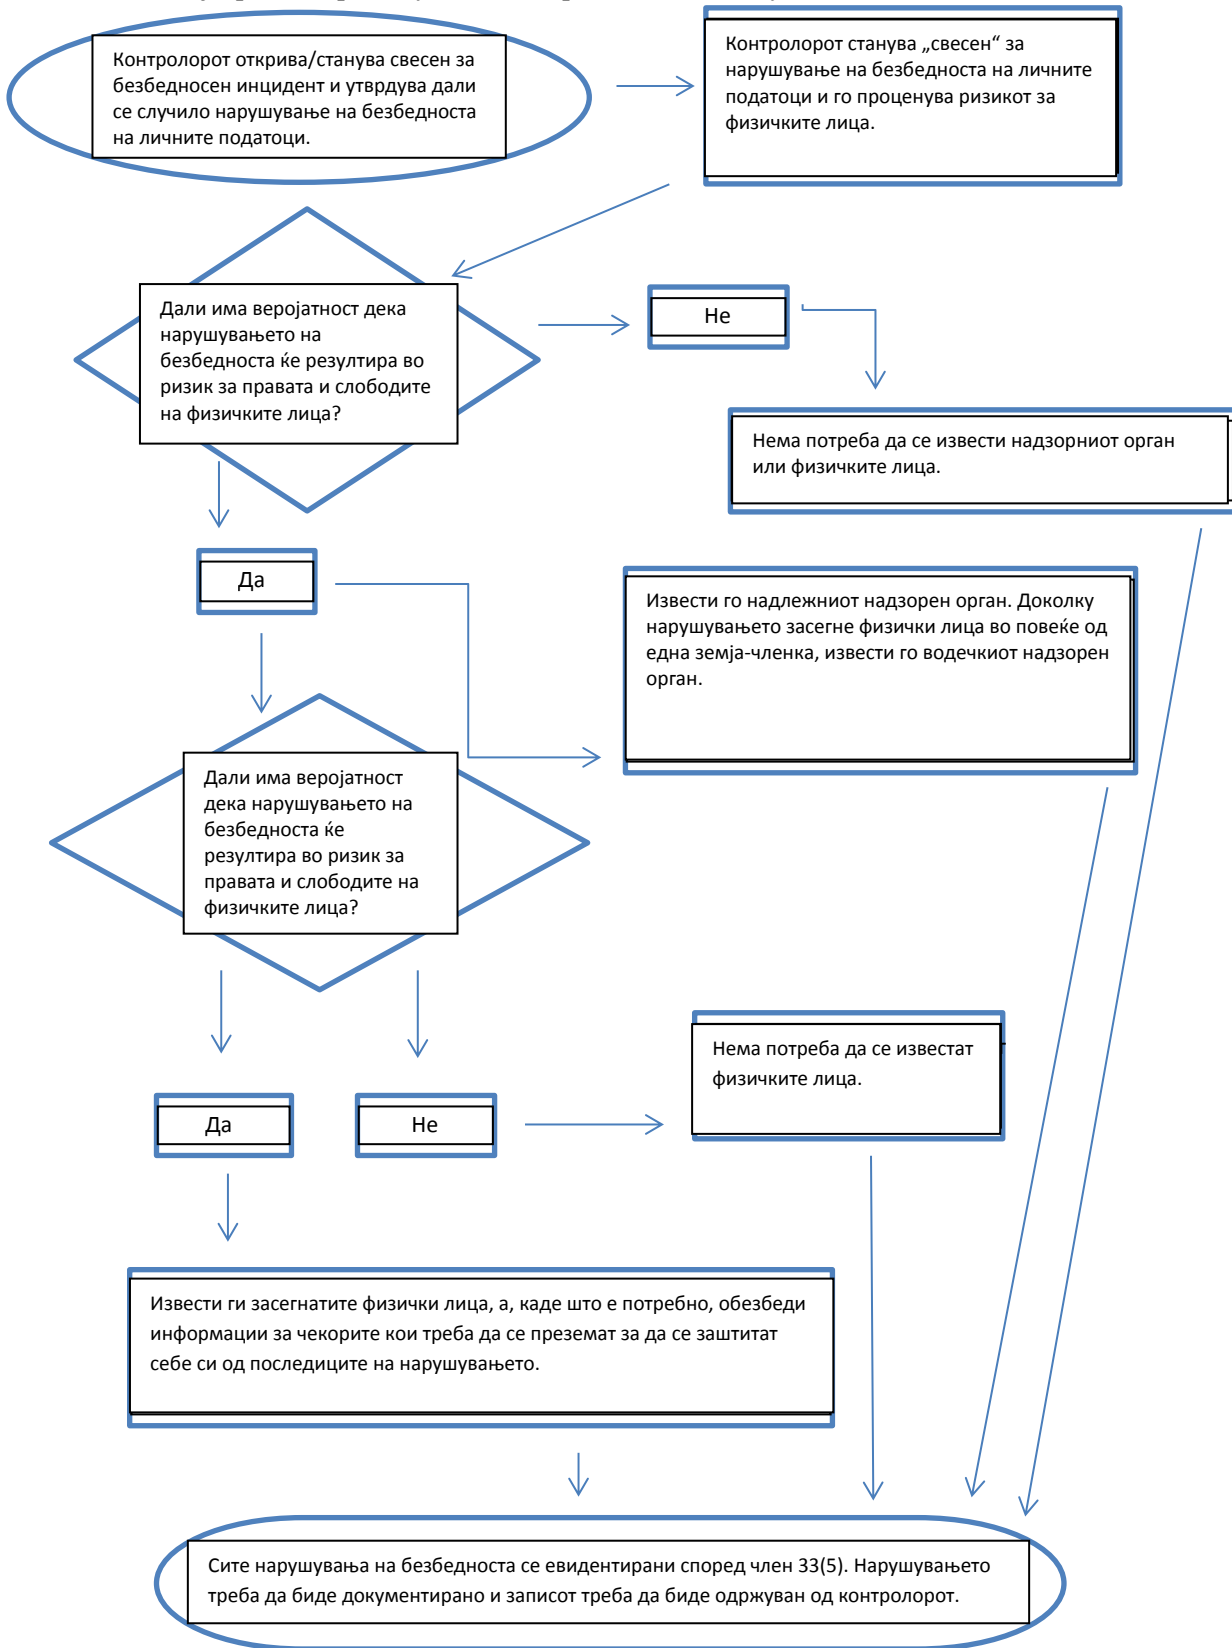 Контролорот открива/станува свесен за
безбедносен инцидент и утврдува дали
се случило нарушување на безбедноста
на личните податоци.
Контролорот станува „свесен“ за
нарушување на безбедноста на личните
податоци и го проценува ризикот за
физичките лица.
Дали има веројатност дека
нарушувањето на
безбедноста ќе резултира во
ризик за правата и слободите
на физичките лица?
Не
Нема потреба да се извести надзорниот орган
или физичките лица.
Да
Извести го надлежниот надзорен орган. Доколку
нарушувањето засегне физички лица во повеќе од
една земја-членка, извести го водечкиот надзорен
орган.
Дали има веројатност
дека нарушувањето на
безбедноста ќе
резултира во ризик за
правата и слободите на
физичките лица?
Нема потреба да се известат
физичките лица.
Да
Не
Извести ги засегнатите физички лица, а, каде што е потребно, обезбеди
информации за чекорите кои треба да се преземат за да се заштитат
себе си од последиците на нарушувањето.
Сите нарушувања на безбедноста се евидентирани според член 33(5). Нарушувањето
треба да биде документирано и записот треба да биде одржуван од контролорот.